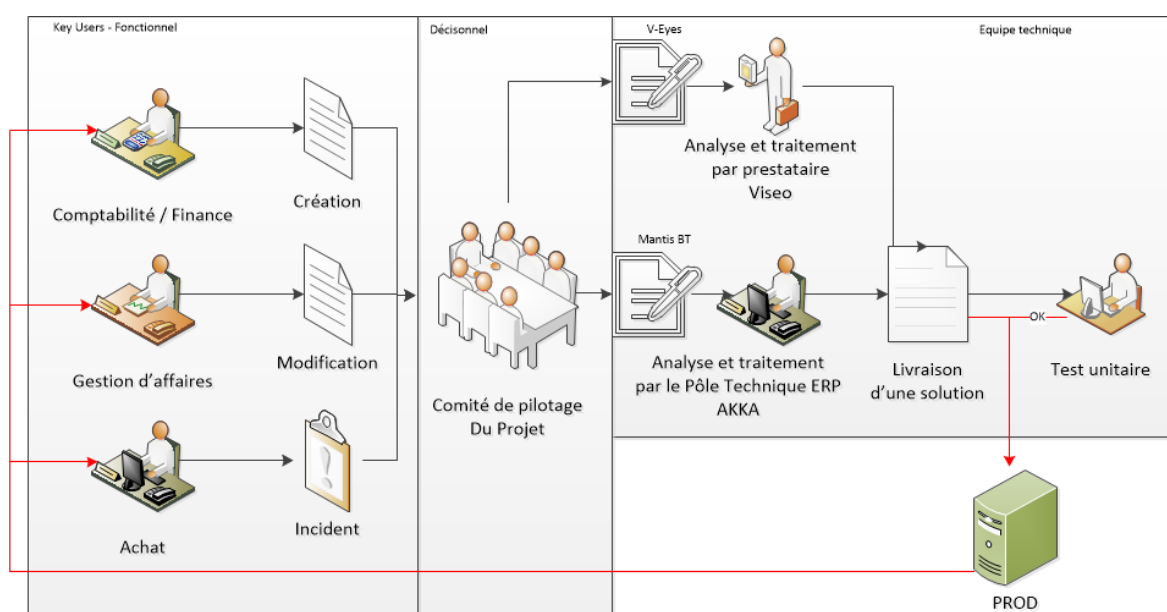 Key Users - Fonctionnel
Décisonnel
V-Eyes
Equipe technique
Comptabilité / Finance
Création
Analyse et traitement
par prestataire
Viseo
Mantis BT
Gestion d’affaires
Modification
Comité de pilotage
Du Projet
Analyse et traitement
par le Pôle Technique ERP
AKKA
Livraison
d’une solution
OK
Test unitaire
Achat
Incident
PROD